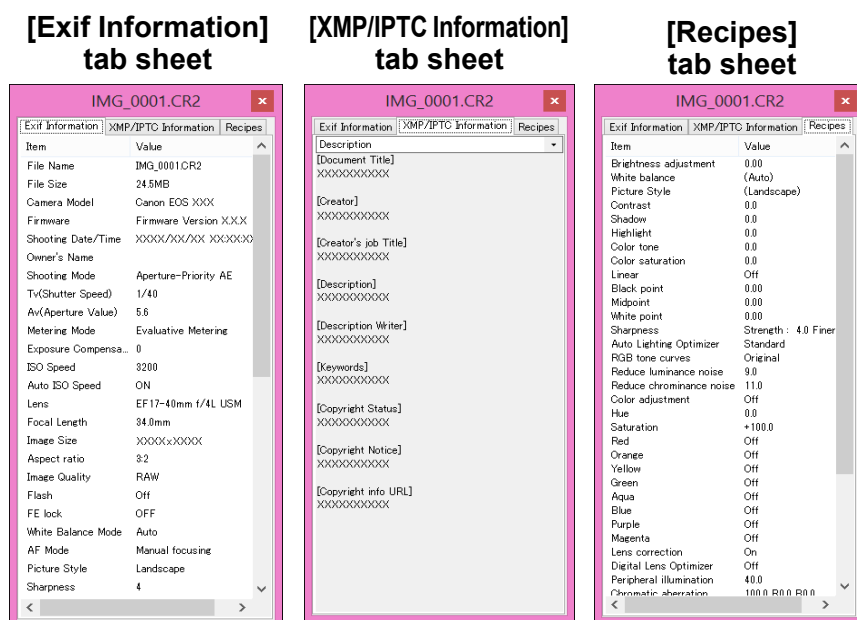 [Exif Information]
tab sheet
IMG_0001.CR2
Exif Information XMP/IPTC Information Recipes
Item Value
File Name IMG_0001.CR2
File Size 24.5MB
Camera Model Canon EOS XXX
Firmware Firmware Version X.X.X
Shooting Date/Time XXXX/XX/XX XX:XX:XX
Owner's Name
Shooting Mode Aperture-Priority AE
Tv(Shutter Speed) 1/40
Av(Aperture Value) 5.6
Metering Mode Evaluative Metering
Exposure Compensa... 0
ISO Speed 3200
Auto ISO Speed ON
Lens EF17-40mm f/4L USM
Focal Length 34.0mm
Image Size XXXXxXXXX
Aspect ratio 3:2
Image Quality RAW
Flash Off
FE lock OFF
White Balance Mode Auto
AF Mode Manual focusing
Picture Style Landscape
Sharpness 4
[XMP/IPTC Information]
tab sheet
IMG_0001.CR2
Exif Information XMP/IPTC Information Recipes
Description
[Document Title]
XXXXXXXXXX
[Creator]
XXXXXXXXXX
[Creator's job Title]
XXXXXXXXXX
[Description]
XXXXXXXXXX
[Description Writer]
XXXXXXXXXX
[Keywords]
XXXXXXXXXX
[Copyright Status]
XXXXXXXXXX
[Copyright Notice]
XXXXXXXXXX
[Copyright info URL]
XXXXXXXXXX
[Recipes]
tab sheet
IMG_0001.CR2
Exif Information XMP/IPTC Information Recipes
Item Value
Brightness adjustment 0.00
White balance (Auto)
Picture Style (Landscape)
Contrast 0.0
Shadow 0.0
Highlight 0.0
Color tone 0.0
Color saturation 0.0
Linear Off
Black point 0.00
Midpoint 0.00
White point 0.00
Sharpness Strength : 4.0 Finer
Auto Lighting Optimizer Standard
RGB tone curves Original
Reduce luminance noise 9.0
Reduce chrominance noise 11.0
Color adjustment Off
Hue 0.0
Saturation +100.0
Red Off
Orange Off
Yellow Off
Green Off
Aqua Off
Blue Off
Purple Off
Magenta Off
Lens correction On
Digital Lens Optimizer Off
Peripheral illumination 40.0
Chromatic aberration 100.0 R0.0 B0.0